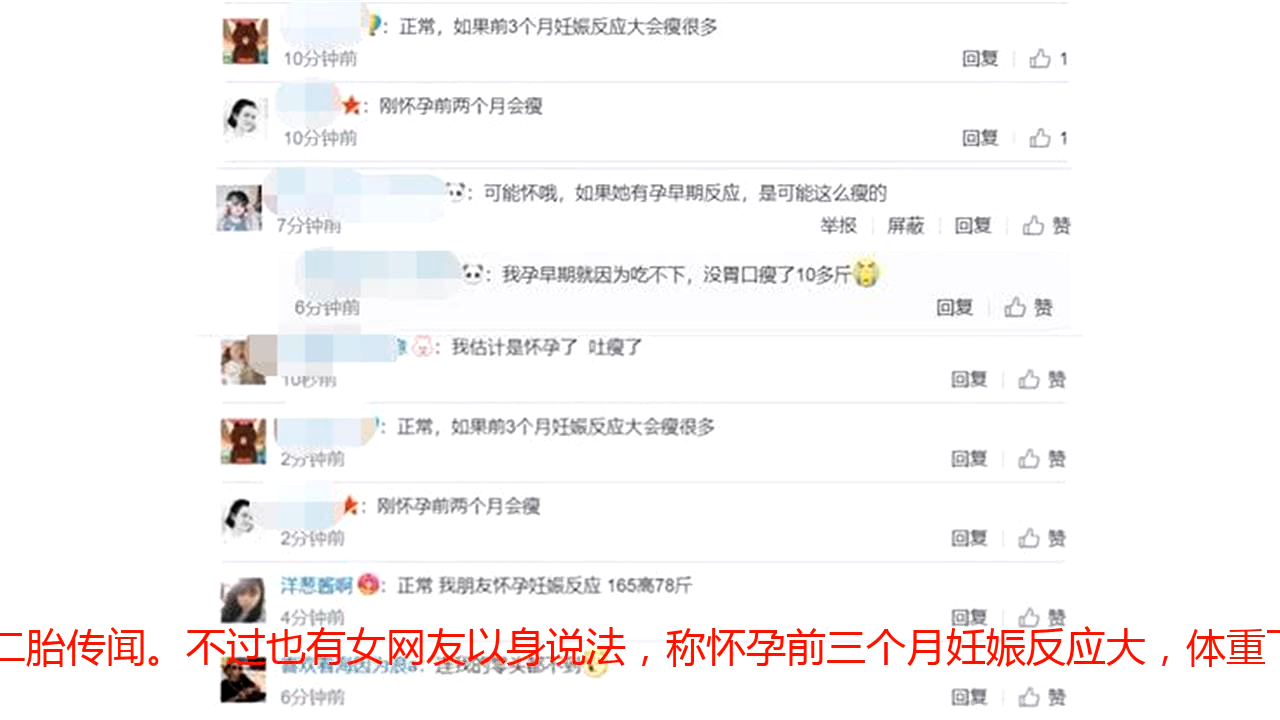 ：正常，如果前3个月妊娠反应大会瘦很多
10分钟前 回复 1
：刚怀孕前两个月会瘦
10分钟前 回复 1
：可能怀哦，如果她有孕早期反应，是可能这么瘦的
7分钟前 举报 屏蔽 回复 赞
：我孕早期就因为吃不下，没胃口瘦了10多斤
6分钟前 回复 赞
：我估计是怀孕了 吐瘦了
10秒前 回复 赞
：正常，如果前3个月妊娠反应大会瘦很多
2分钟前 回复 赞
：刚怀孕前两个月会瘦
2分钟前 回复 赞
洋葱酱啊：正常 我朋友怀孕妊娠反应 165高78斤
4分钟前 回复 赞
二胎传闻。不过也有女网友以身说法，称怀孕前三个月妊娠反应大，体重下
6分钟前 回复 赞